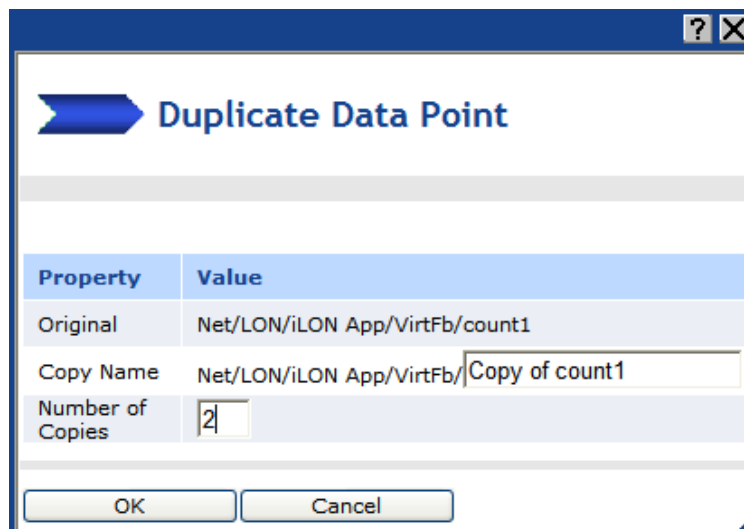 ?
Duplicate Data Point
Property Value
Original Net/LON/iLON App/VirtFb/count1
Copy Name Net/LON/iLON App/VirtFb/Copy of count1
Number of
Copies 2
OK Cancel